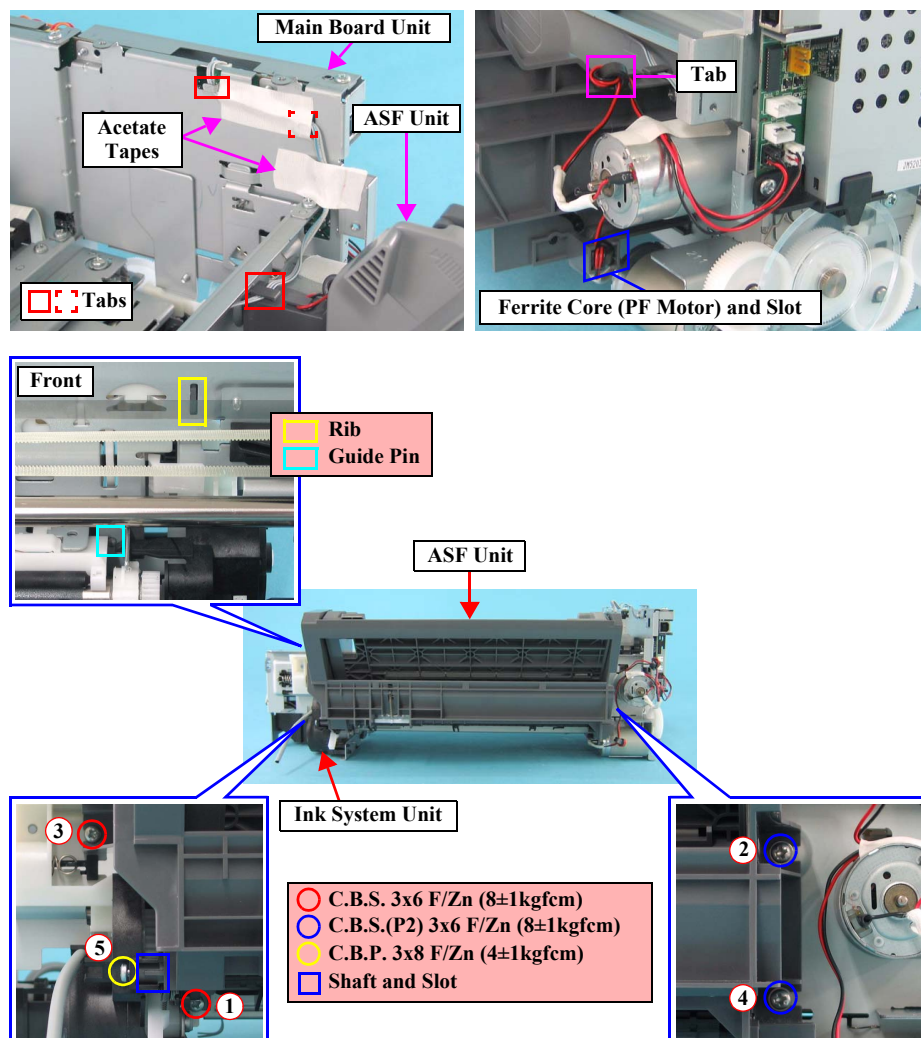 Main Board Unit
Acetate
Tapes
ASF Unit
Tabs
Tab
Ferrite Core (PF Motor) and Slot
Front
Rib
Guide Pin
ASF Unit
Ink System Unit
3
5
1
C.B.S. 3x6 F/Zn (8±1kgfcm)
C.B.S.(P2) 3x6 F/Zn (8±1kgfcm)
C.B.P. 3x8 F/Zn (4±1kgfcm)
Shaft and Slot
2
4